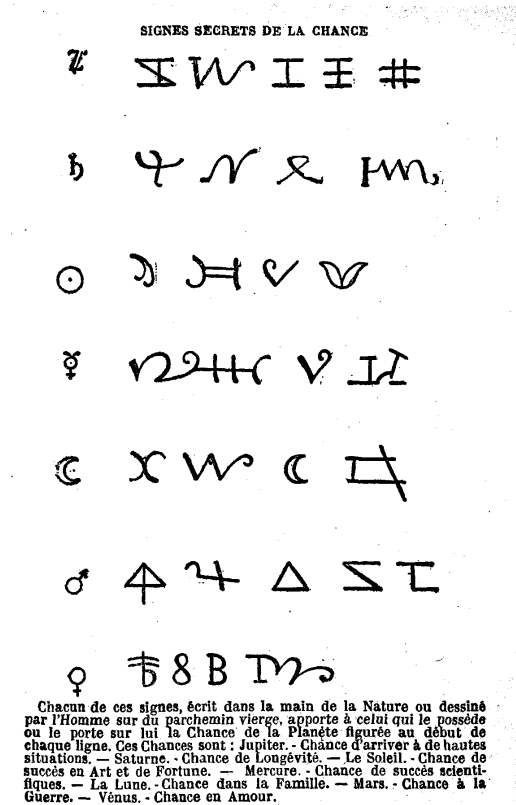 SIGNES SECRETS DE LA CHANCE
♄
☉
☿
☾
♂
♀
Chacun de ces signes, écrit dans la main de la Nature ou dessiné
par l'Homme sur du parchemin vierge, apporte à celui qui le possède
ou le porte sur lui la Chance de la Planète figurée au début de
chaque ligne. Ces Chances sont : Jupiter. - Chance d'arriver à de hautes
situations. — Saturne. - Chance de Longévité. — Le Soleil. - Chance de
succès en Art et de Fortune. — Mercure. - Chance de succès scienti-
fiques. — La Lune. - Chance dans la Famille. — Mars. - Chance à la
Guerre. — Vénus. - Chance en Amour.